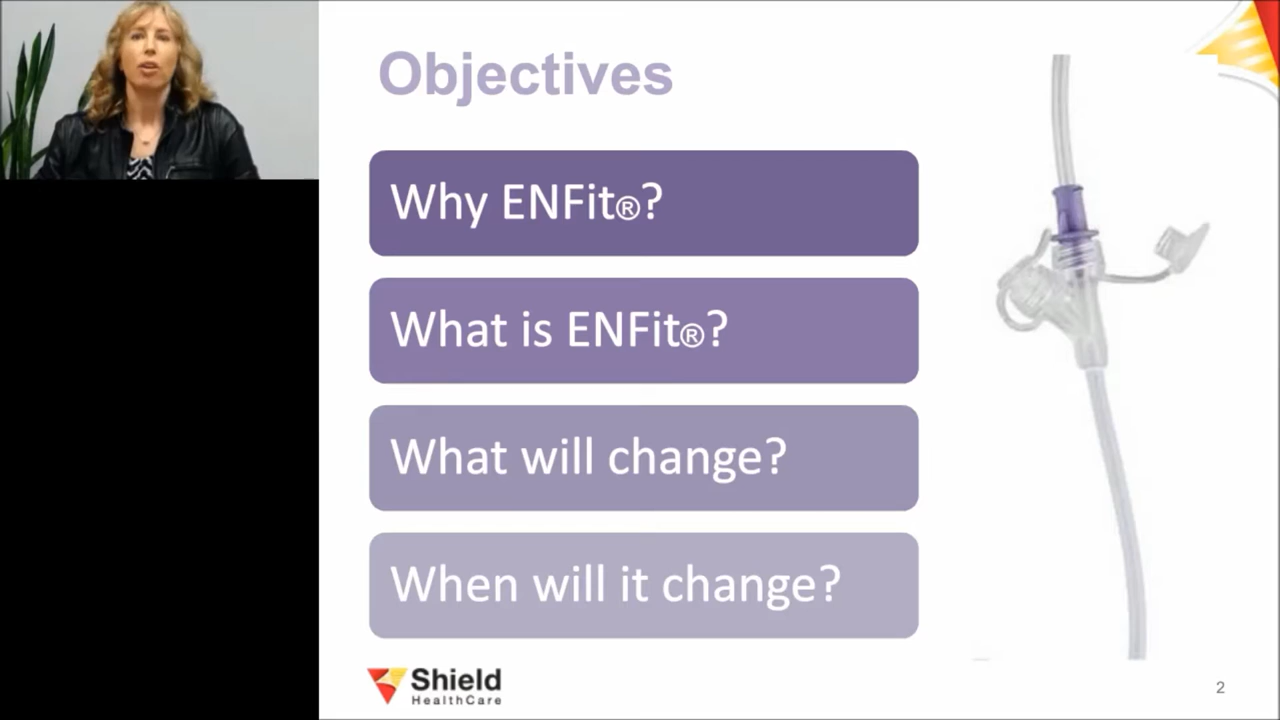 Objectives
Why ENFit®?
What is ENFit®?
What will change?
When will it change?
Shield
HealthCare
2